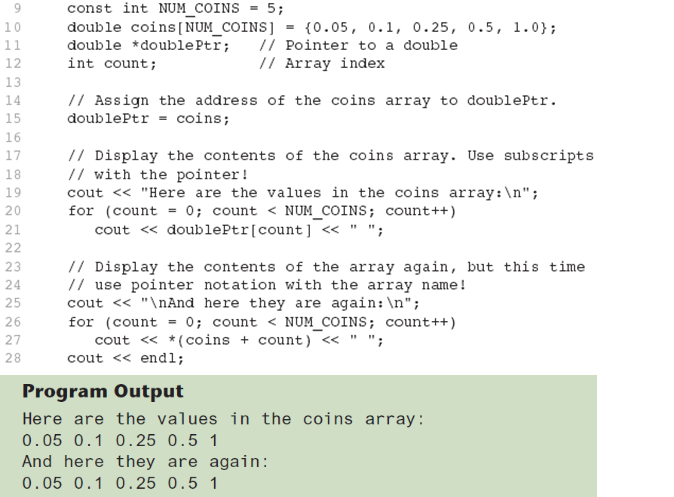 9 const int NUM_COINS = 5;
10 double coins[NUM_COINS] = {0.05, 0.1, 0.25, 0.5, 1.0};
11 double *doublePtr; // Pointer to a double
12 int count; // Array index
13
14 // Assign the address of the coins array to doublePtr.
15 doublePtr = coins;
16
17 // Display the contents of the coins array. Use subscripts
18 // with the pointer!
19 cout << "Here are the values in the coins array:\n";
20 for (count = 0; count < NUM_COINS; count++)
21 cout << doublePtr[count] << " ";
22
23 // Display the contents of the array again, but this time
24 // use pointer notation with the array name!
25 cout << "\nAnd here they are again:\n";
26 for (count = 0; count < NUM_COINS; count++)
27 cout << *(coins + count) << " ";
28 cout << endl;
Program Output
Here are the values in the coins array:
0.05 0.1 0.25 0.5 1
And here they are again:
0.05 0.1 0.25 0.5 1